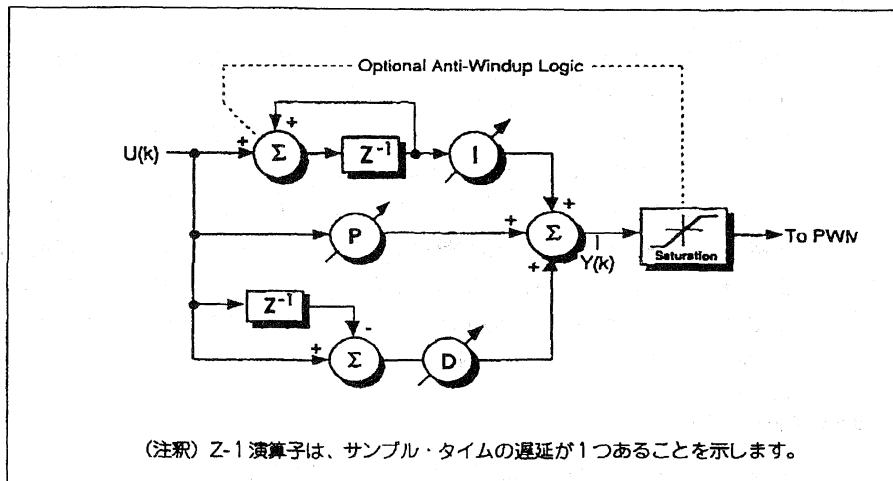 Optional Anti-Windup Logic
+
U(k)
+
Σ
Z-1
I
+
P
+
Σ
Y(k)
Saturation
To PWM
+
Z-1
-
+
Σ
D
(注釈) Z-1演算子は、サンプル・タイムの遅延が1つあることを示します。